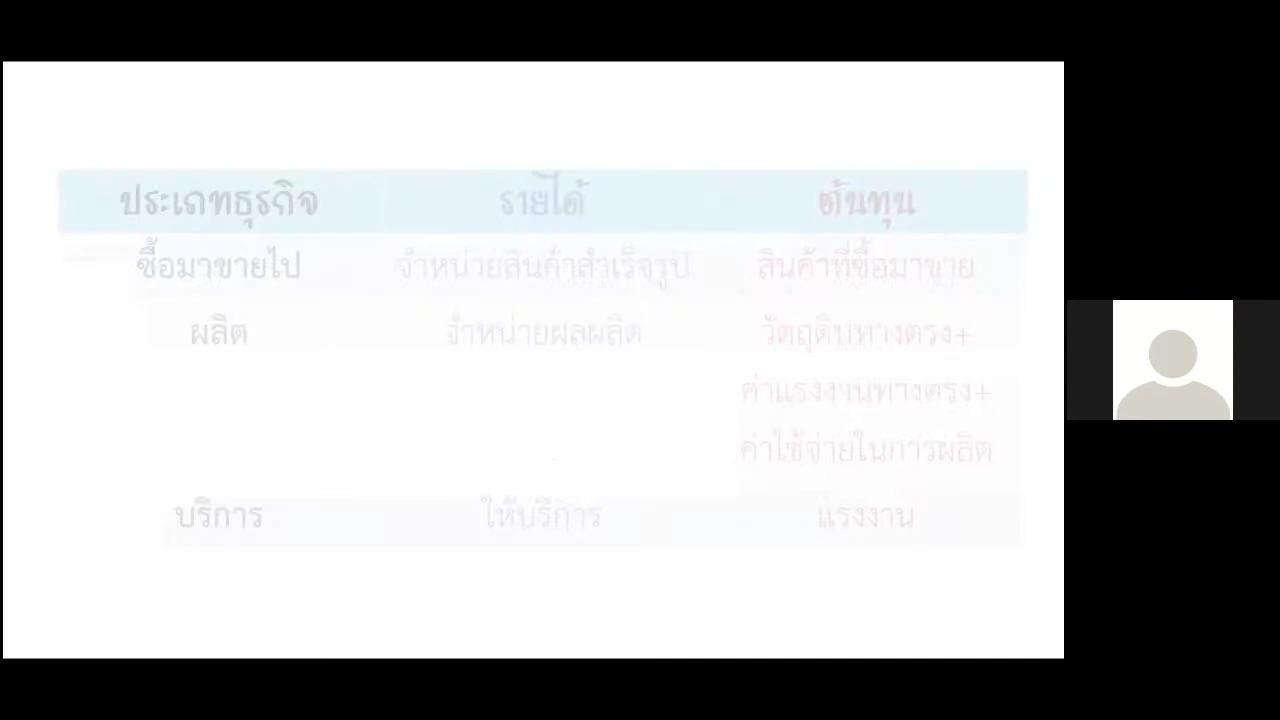 ประเภทธุรกิจ รายได้ ต้นทุน
ซื้อมาขายไป จำหน่ายสินค้าสำเร็จรูป สินค้าที่ซื้อมาขาย
ผลิต จำหน่ายผลผลิต วัตถุดิบทางตรง+
ค่าแรงงานทางตรง+
ค่าใช้จ่ายในการผลิต
บริการ ให้บริการ แรงงาน